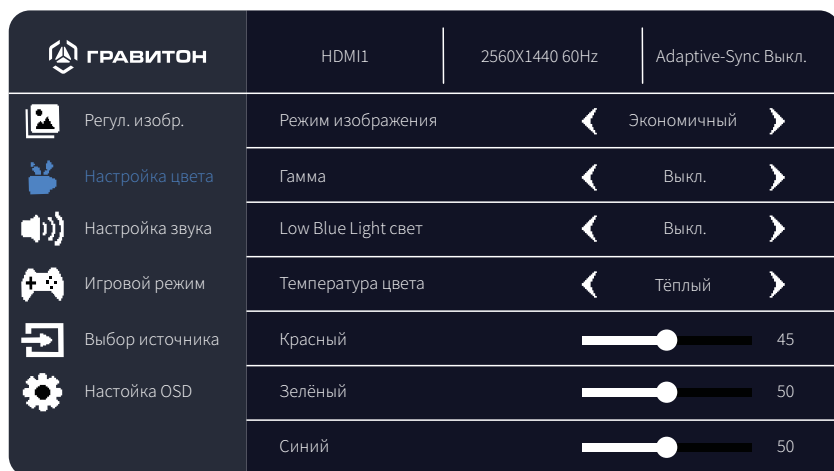 ГРАВИТОН
HDMI1
2560X1440 60Hz
Adaptive-Sync Выкл.
Регул. изобр.
Режим изображения
Экономичный
Настройка цвета
Гамма
Выкл.
Настройка звука
Low Blue Light свет
Выкл.
Игровой режим
Температура цвета
Тёплый
Выбор источника
Красный
45
Настойка OSD
Зелёный
50
Синий
50